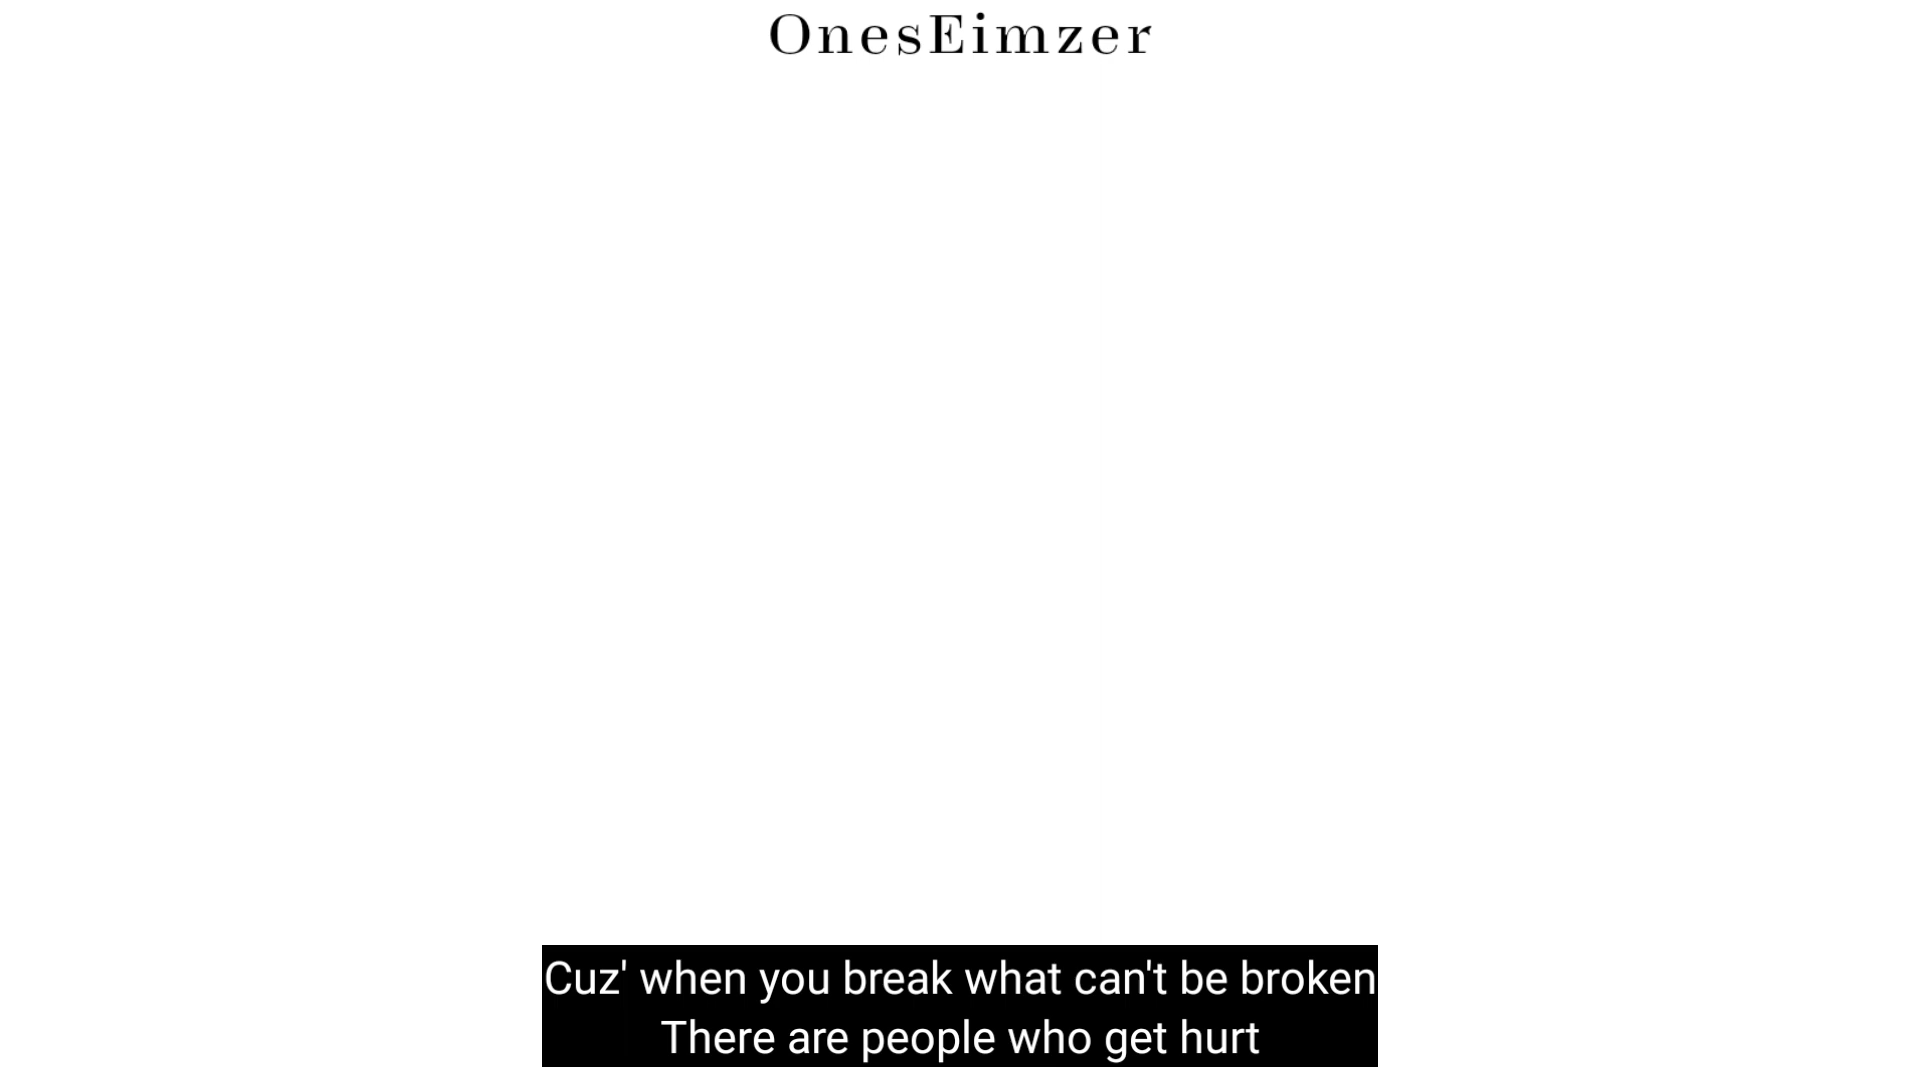 OnesEimzer
Cuz' when you break what can't be broken
There are people who get hurt